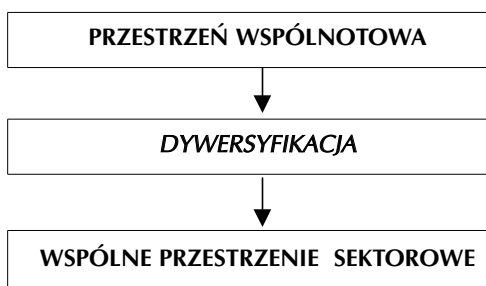 PRZESTRZEŃ WSPÓLNOTOWA
DYWERSYFIKACJA
WSPÓLNE PRZESTRZENIE SEKTOROWE